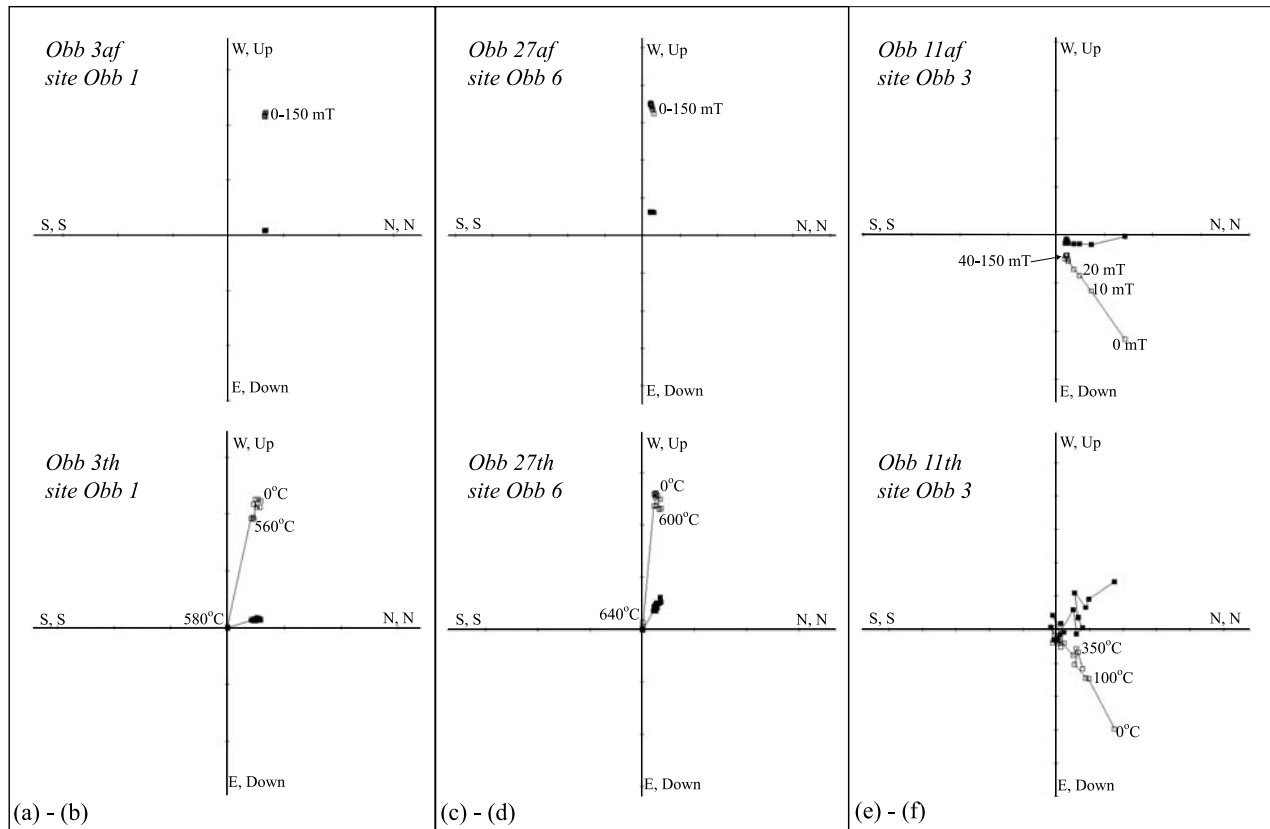 Obb 3af
site Obb 1
W, Up
0-150 mT
S, S
N, N
E, Down
Obb 3th
site Obb 1
W, Up
0°C
560°C
580°C
S, S
N, N
E, Down
(a) - (b)
Obb 27af
site Obb 6
W, Up
0-150 mT
S, S
N, N
E, Down
Obb 27th
site Obb 6
W, Up
0°C
600°C
640°C
S, S
N, N
E, Down
(c) - (d)
Obb 11af
site Obb 3
W, Up
S, S
N, N
40-150 mT
20 mT
10 mT
0 mT
E, Down
Obb 11th
site Obb 3
W, Up
S, S
N, N
350°C
100°C
0°C
E, Down
(e) - (f)